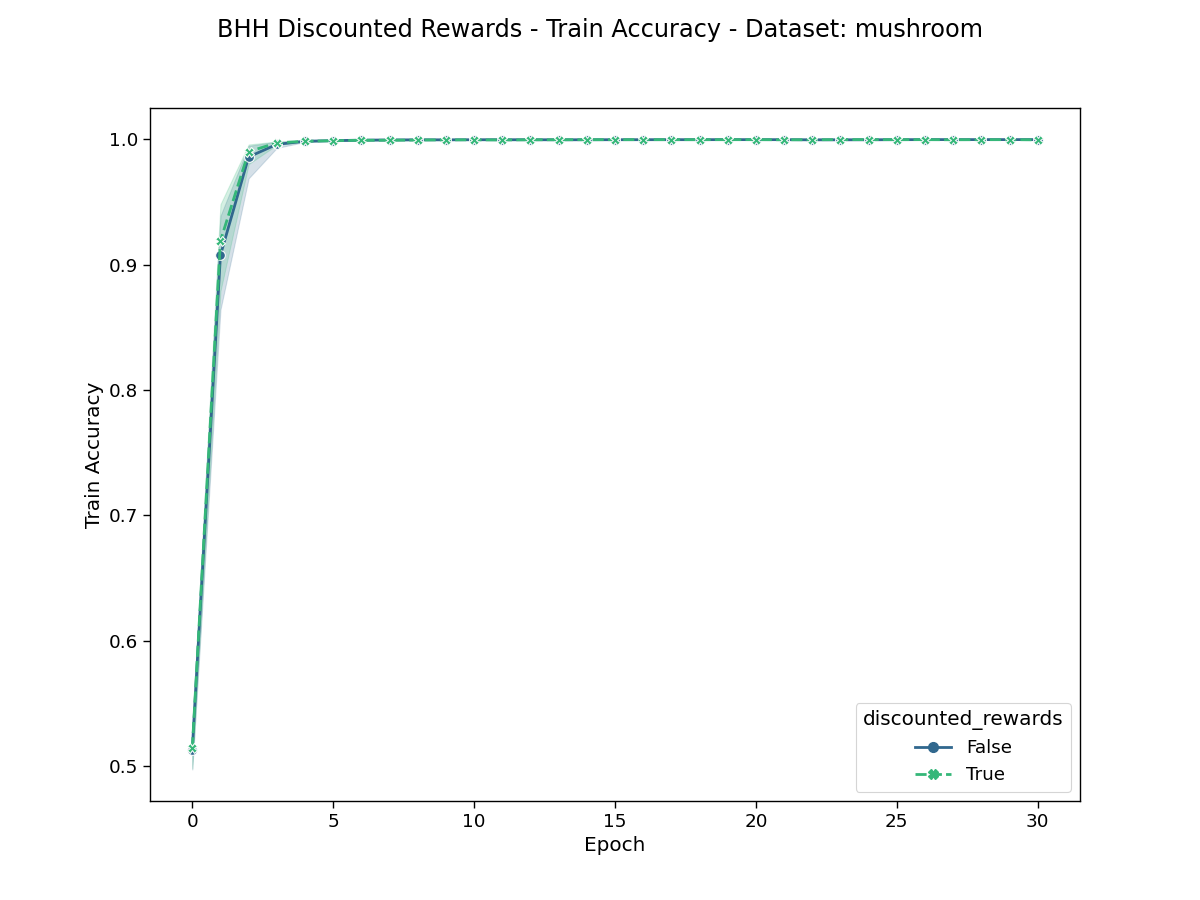 BHH Discounted Rewards - Train Accuracy - Dataset: mushroom
1.0
0.9
0.8
0.7
0.6
0.5
Train Accuracy
0 5 10 15 20 25 30
Epoch
discounted_rewards
False
True